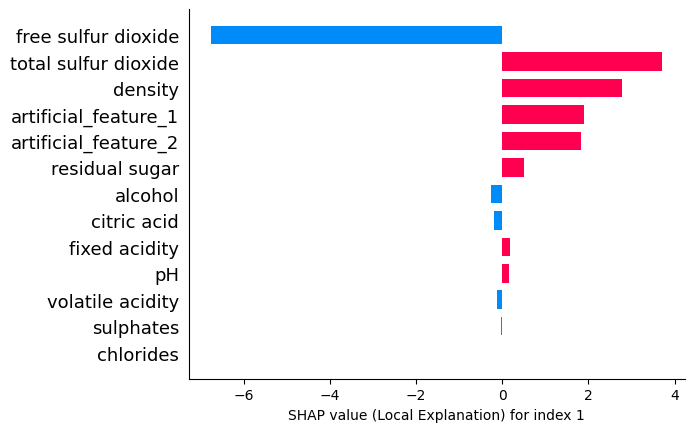 free sulfur dioxide
total sulfur dioxide
density
artificial_feature_1
artificial_feature_2
residual sugar
alcohol
citric acid
fixed acidity
pH
volatile acidity
sulphates
chlorides
−6 −4 −2 0 2 4
SHAP value (Local Explanation) for index 1